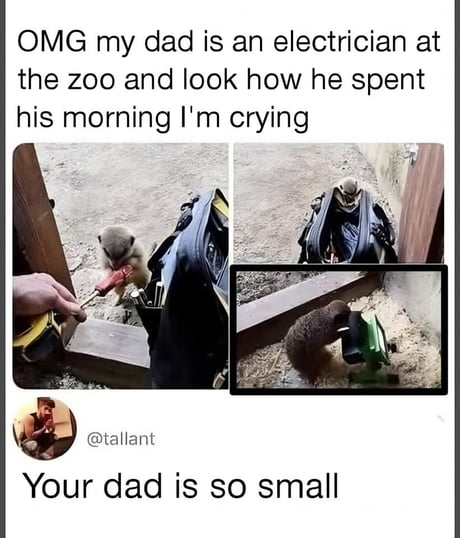 OMG my dad is an electrician at
the zoo and look how he spent
his morning I'm crying
@tallant
Your dad is so small